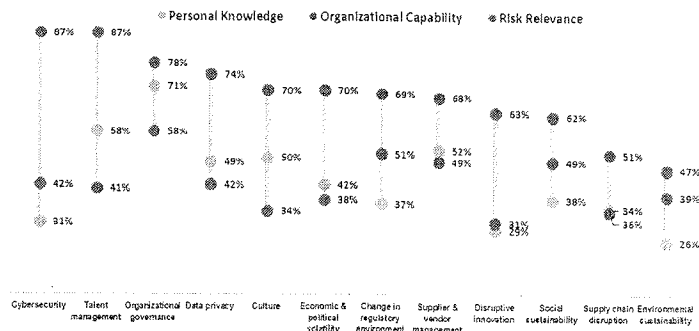 Personal Knowledge Organizational Capability Risk Relevance
87% 87% 78% 71% 58% 74% 70% 70% 69% 68% 63% 62% 51% 47%
58% 49% 50% 42% 38% 51% 52% 49% 49% 39%
42% 41% 42% 34% 37% 31% 29% 38% 34% 36% 26%
31%
Cybersecurity Talent Organizational Data privacy Culture Economic & Change in Supplier & Disruptive Social Supply chain Environmental
management governance political regulatory vendor innovation sustainability disruption sustainability
environment management